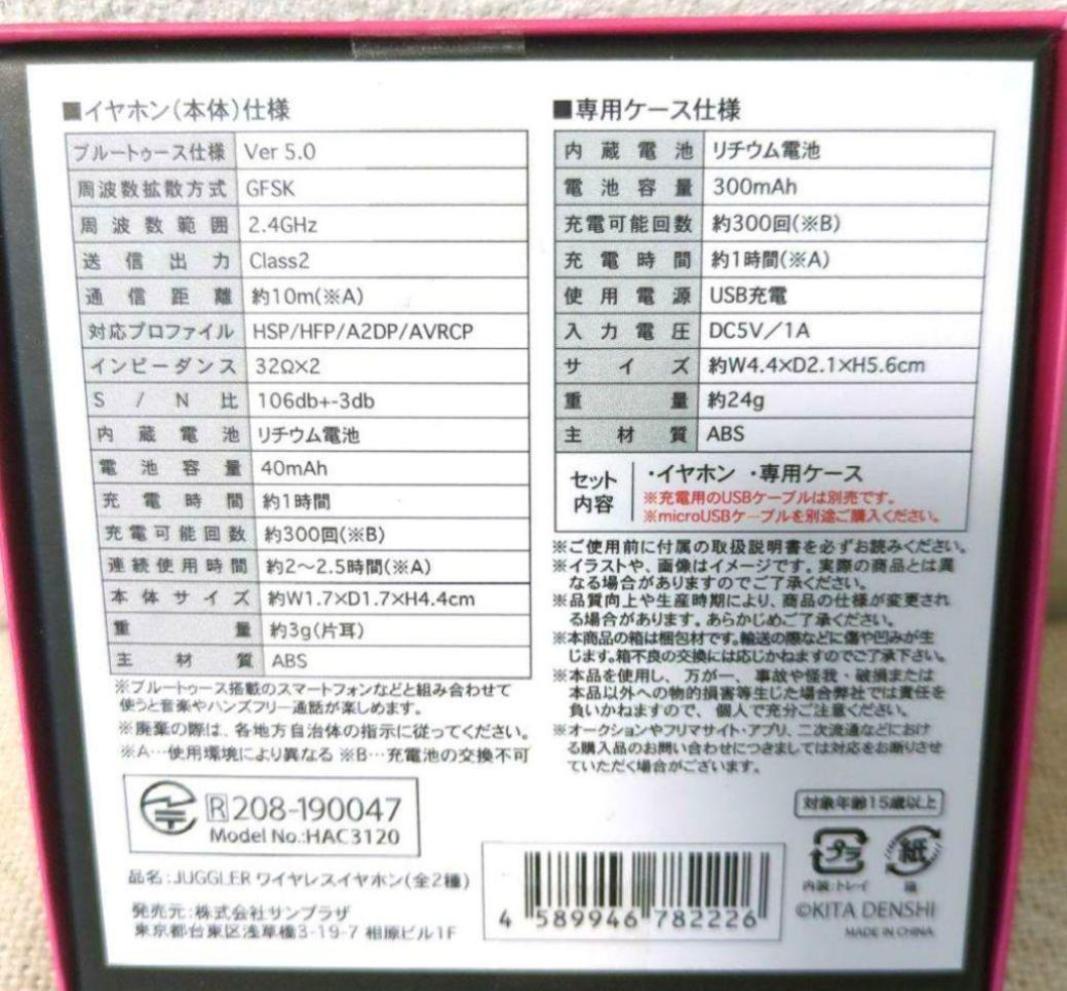 ■イヤホン(本体)仕様
ブルートゥース仕様 Ver 5.0
周波数拡散方式 GFSK
周波数範囲 2.4GHz
送信出力 Class2
通信距離 約10m(※A)
対応プロファイル HSP/HFP/A2DP/AVRCP
インピーダンス 32Ω×2
S/N比 106db+-3db
内蔵電池 リチウム電池
電池容量 40mAh
充電時間 約1時間
充電可能回数 約300回(※B)
連続使用時間 約2～2.5時間(※A)
本体サイズ 約W1.7×D1.7×H4.4cm
重量 約3g(片耳)
主材質 ABS
※ブルートゥース搭載のスマートフォンなどと組み合わせて
使うと音楽やハンズフリー通話が楽しめます。
※廃棄の際は、各地方自治体の指示に従ってください。
※A…使用環境により異なる ※B…充電池の交換不可
R 208-190047
Model No.:HAC3120
品名:JUGGLER ワイヤレスイヤホン(全2種)
発売元:株式会社サンプラザ
東京都台東区浅草橋3-19-7 相原ビル1F
■専用ケース仕様
内蔵電池 リチウム電池
電池容量 300mAh
充電可能回数 約300回(※B)
充電時間 約1時間(※A)
使用電源 USB充電
入力電圧 DC5V／1A
サイズ 約W4.4×D2.1×H5.6cm
重量 約24g
主材質 ABS
セット内容 ・イヤホン ・専用ケース
※充電用のUSBケーブルは別売です。
※microUSBケーブルを別途ご購入ください。
※ご使用前に付属の取扱説明書を必ずお読みください。
※イラストや、画像はイメージです。実際の商品とは異
なる場合がありますのでご了承ください。
※品質向上や生産時期により、商品の仕様が変更され
る場合があります。あらかじめご了承ください。
※本商品の箱は梱包材です。輸送の際などに傷や凹みが生
じます。箱不良の交換には応じかねますのでご了承下さい。
※本品を使用し、万が一、事故や怪我・破損または
本品以外への物的損害等生じた場合弊社では責任を
負いかねますので、個人で充分ご注意ください。
※オークションやフリマサイト・アプリ、二次流通などにおけ
る購入品のお問い合わせにつきましては対応をお断りさせ
ていただく場合がございます。
対象年齢15歳以上
プラ 紙
内装:トレイ 箱
4 589946 782226
©KITA DENSHI
MADE IN CHINA